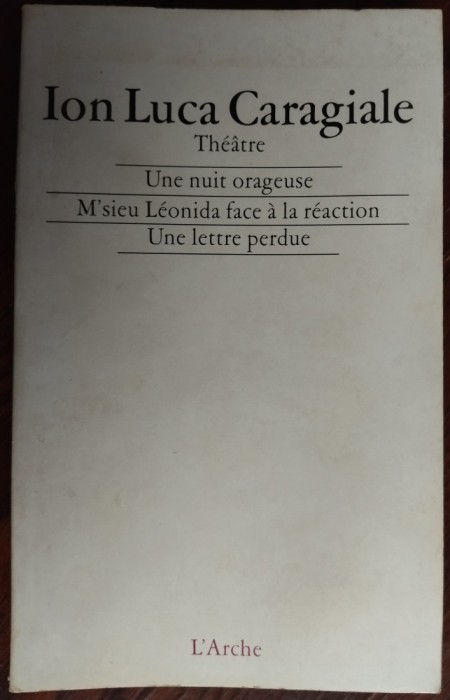 Ion Luca Caragiale
Théâtre
Une nuit orageuse
M'sieu Léonida face à la réaction
Une lettre perdue
L'Arche